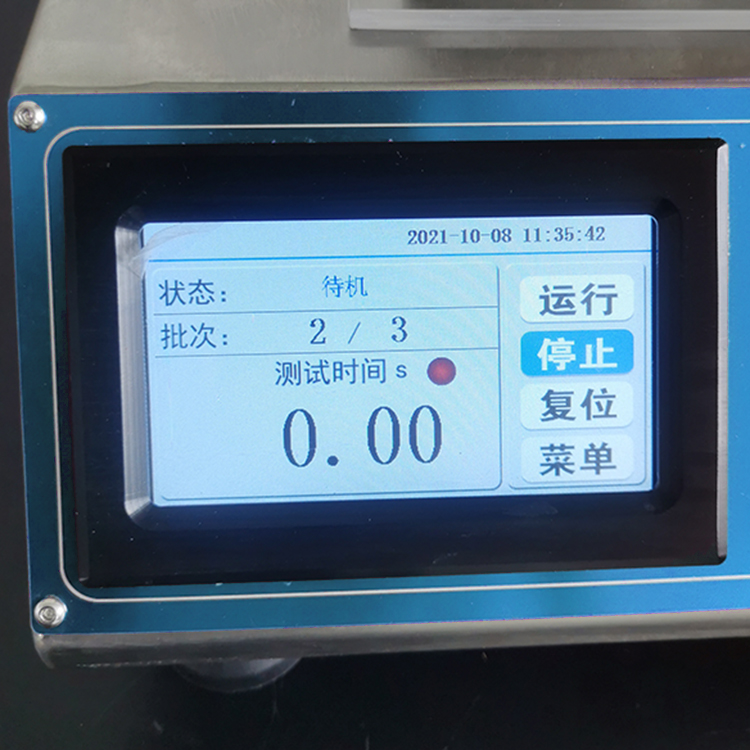 2021-10-08 11:35:42
状态: 待机
批次: 2 / 3
测试时间 s
0.00
运行
停止
复位
菜单